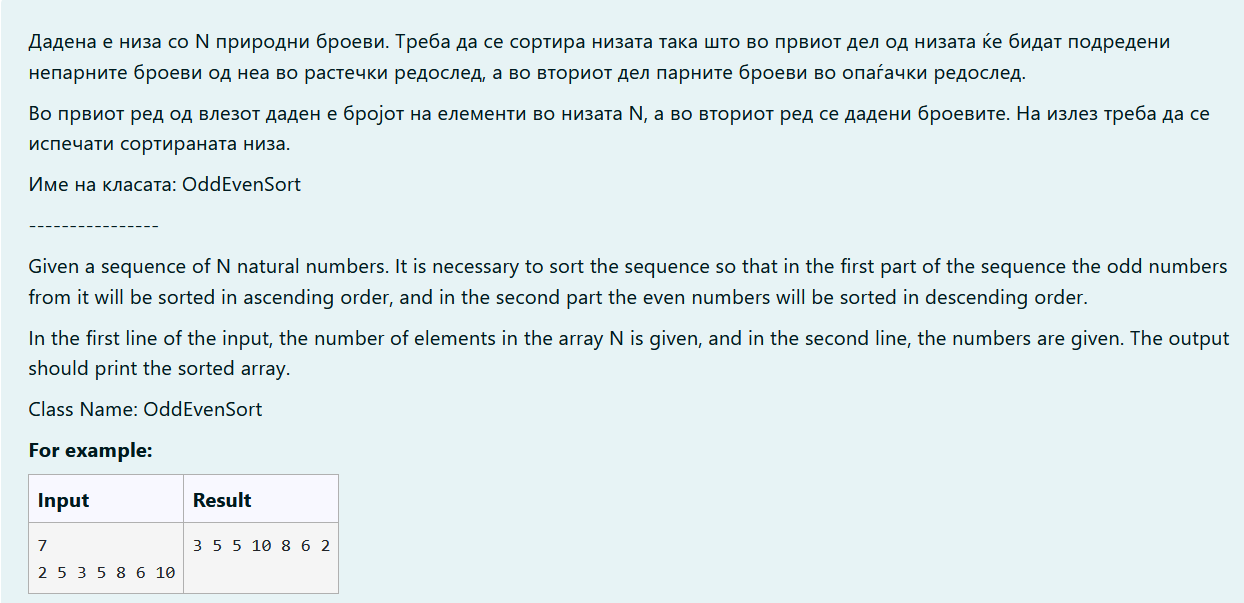 Дадена е низа со N природни броеви. Треба да се сортира низата така што во првиот дел од низата ќе бидат подредени
непарните броеви од неа во растечки редослед, а во вториот дел парните броеви во опаѓачки редослед.
Во првиот ред од влезот даден е бројот на елементи во низата N, а во вториот ред се дадени броевите. На излез треба да се
испечати сортираната низа.
Име на класата: OddEvenSort
----------------
Given a sequence of N natural numbers. It is necessary to sort the sequence so that in the first part of the sequence the odd numbers
from it will be sorted in ascending order, and in the second part the even numbers will be sorted in descending order.
In the first line of the input, the number of elements in the array N is given, and in the second line, the numbers are given. The output
should print the sorted array.
Class Name: OddEvenSort
For example:
Input Result
7 3 5 5 10 8 6 2
2 5 3 5 8 6 10